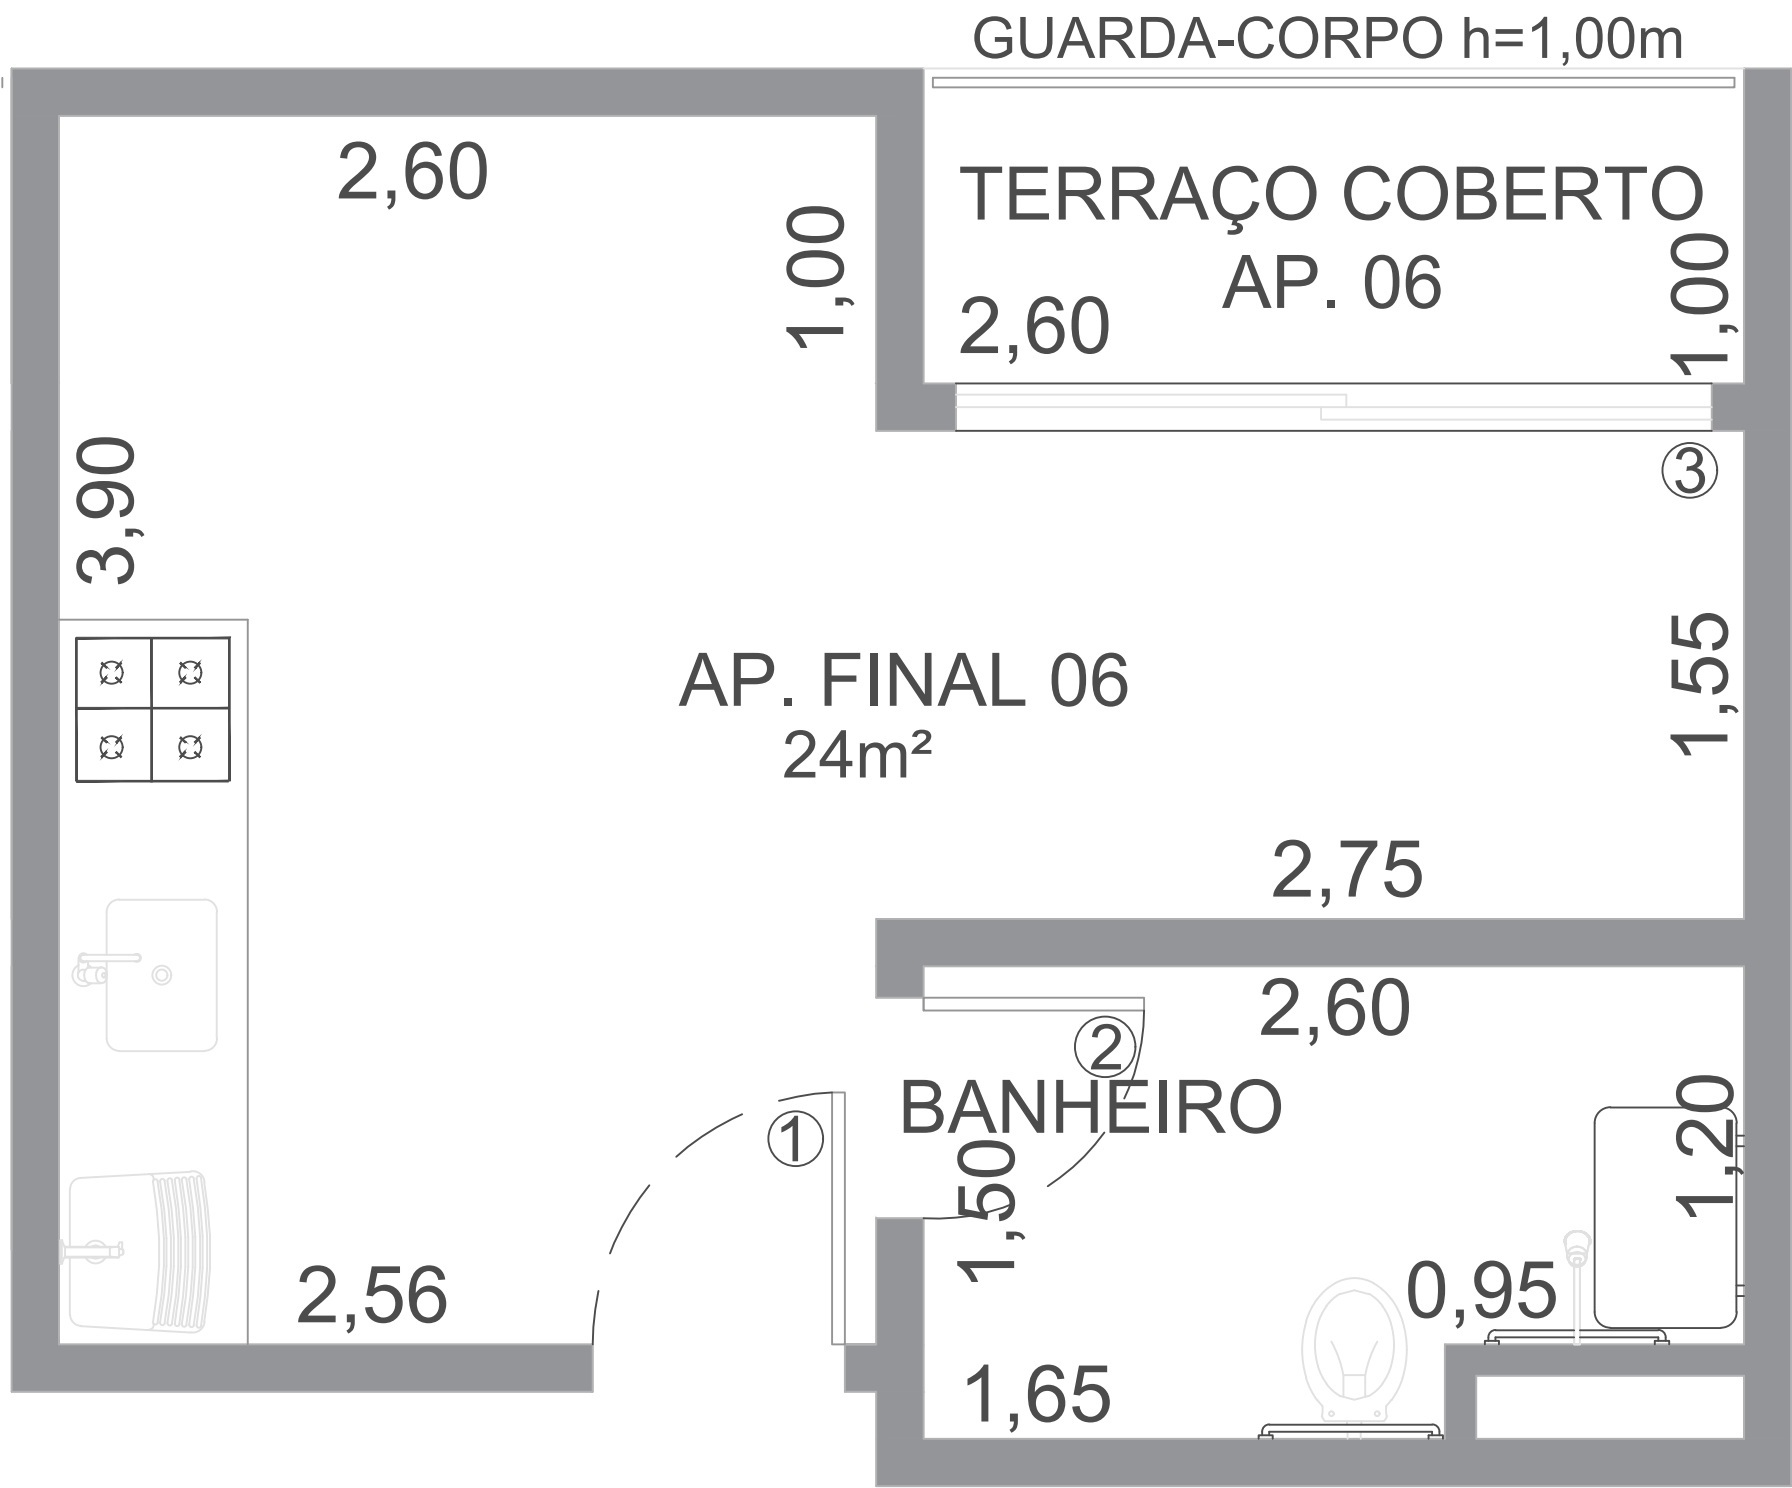 GUARDA-CORPO h=1,00m
2,60
1,00
TERRAÇO COBERTO
AP. 06
2,60
1,00
3,90
3
AP. FINAL 06
24m²
1,55
2,75
2,60
2
1
BANHEIRO
1,50
1,20
2,56
0,95
1,65